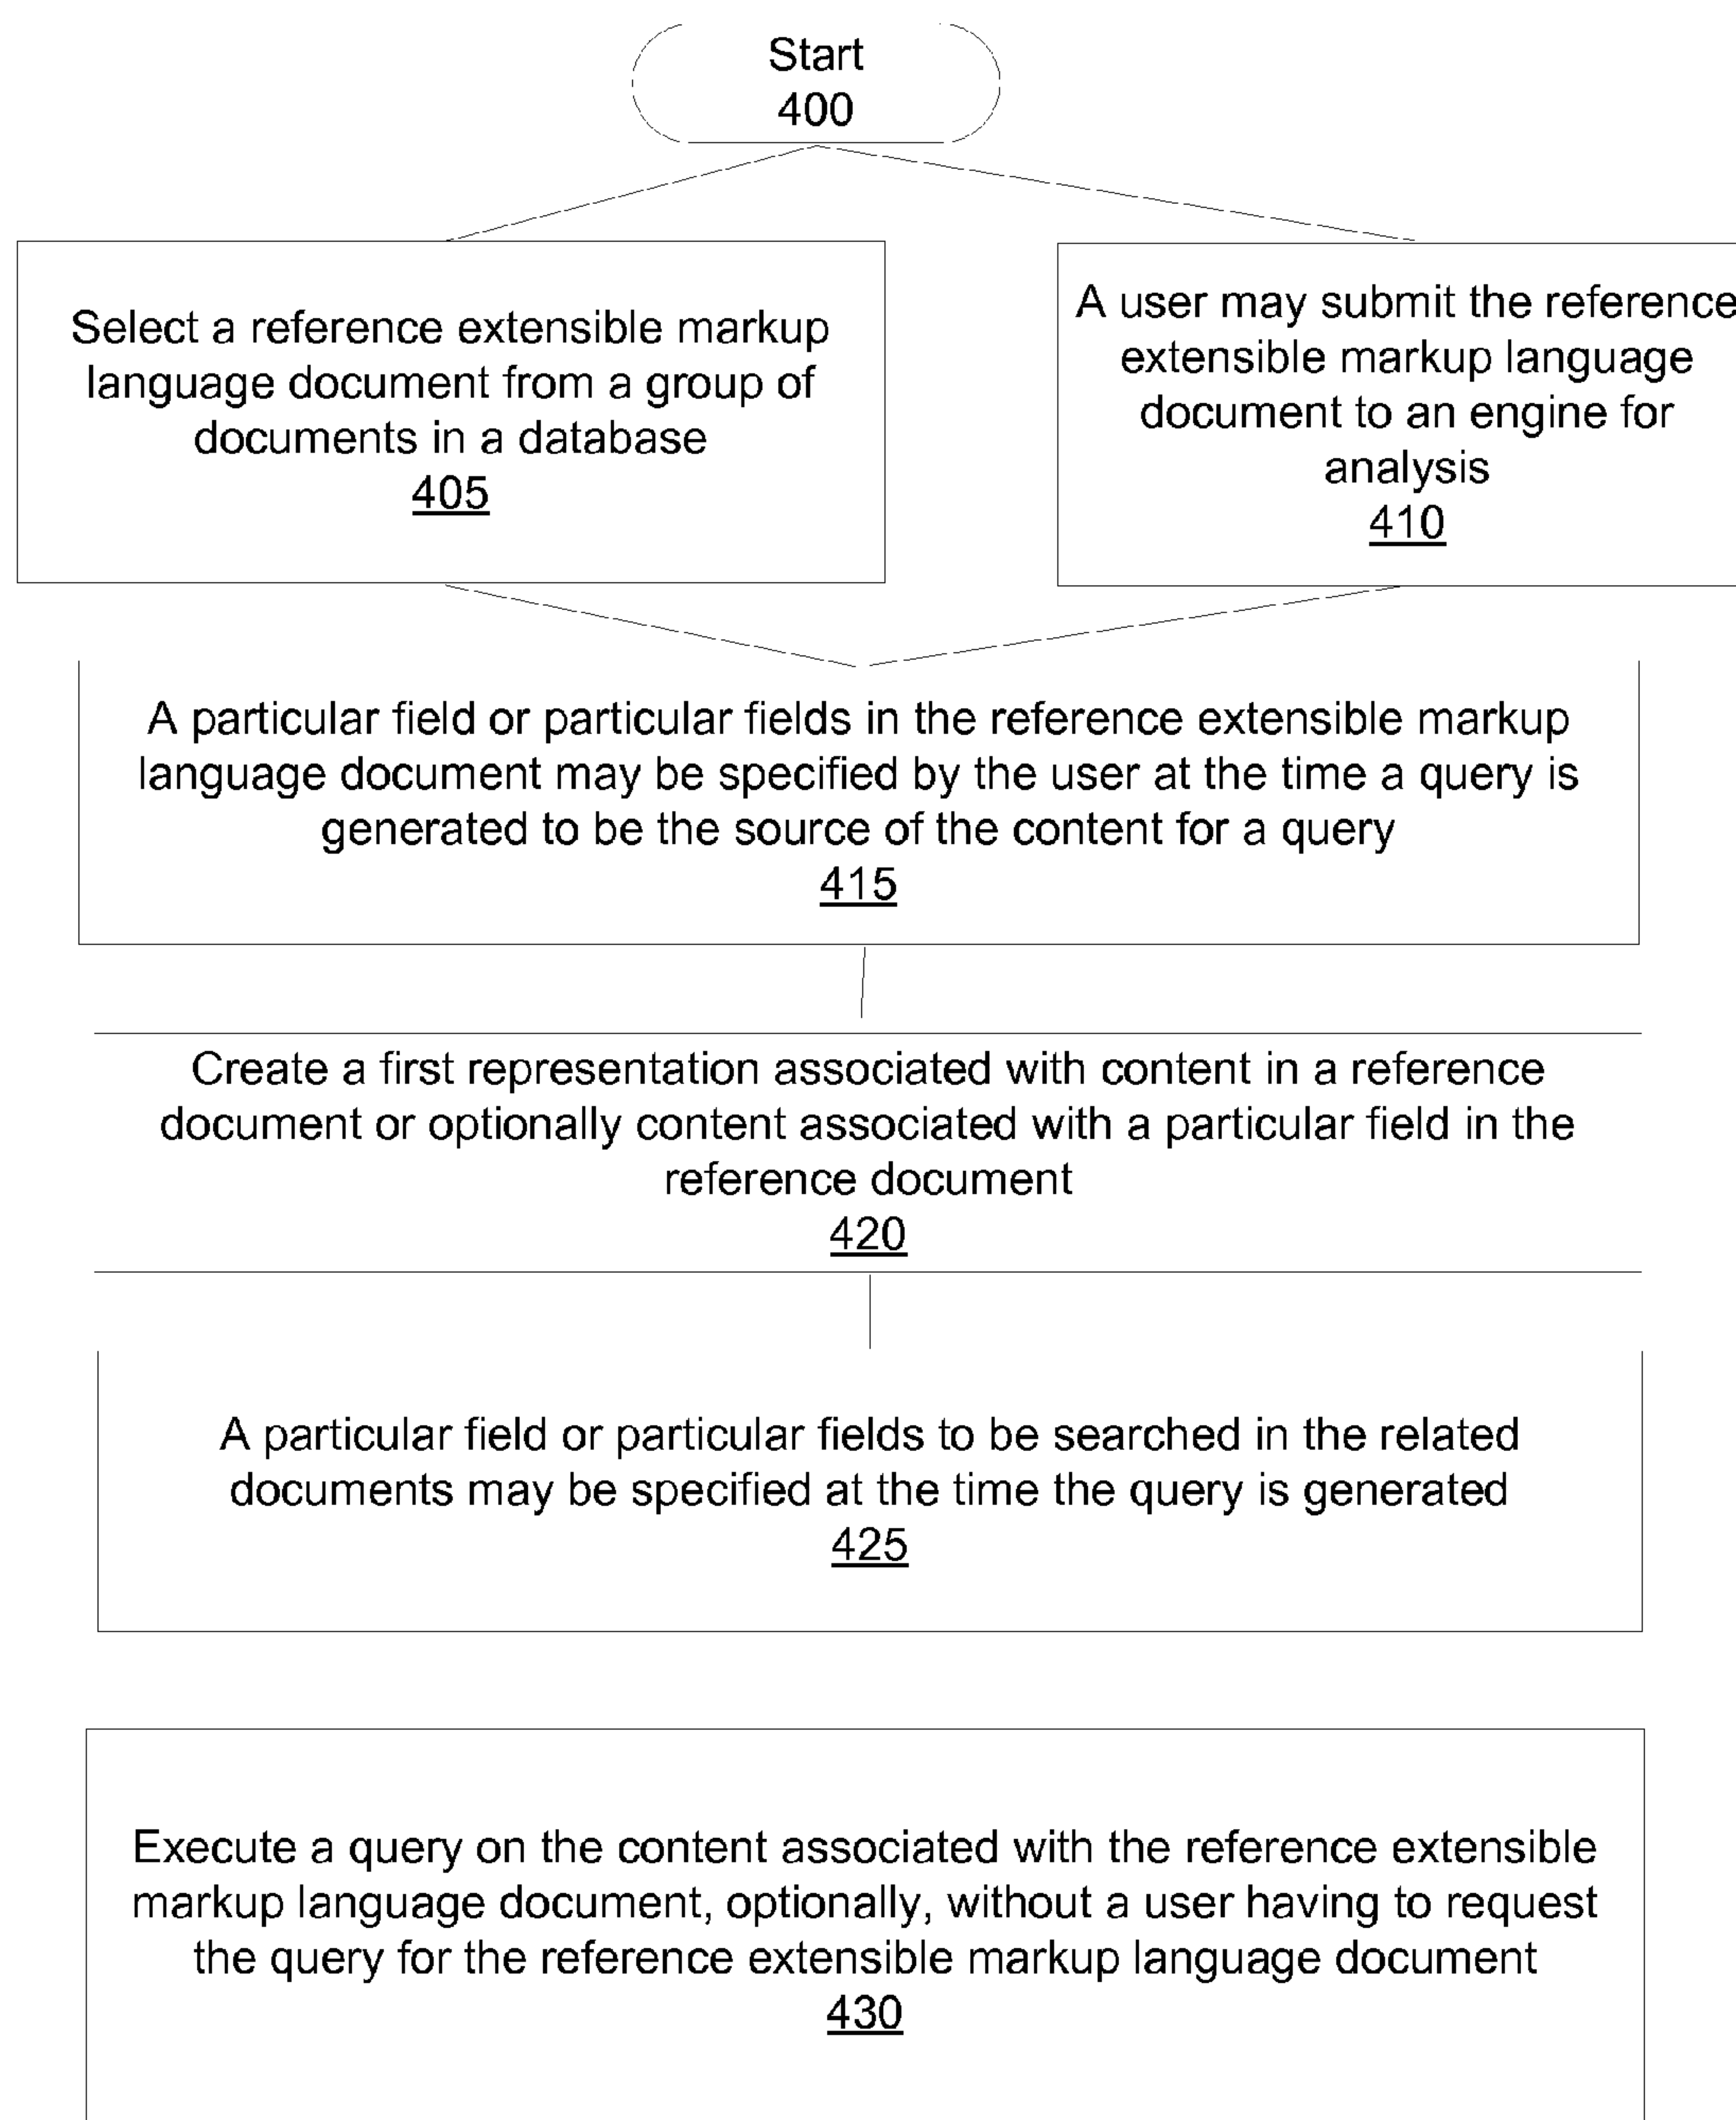 Start
400
Select a reference extensible markup
language document from a group of
documents in a database
405
A user may submit the reference
extensible markup language
document to an engine for
analysis
410
A particular field or particular fields in the reference extensible markup
language document may be specified by the user at the time a query is
generated to be the source of the content for a query
415
Create a first representation associated with content in a reference
document or optionally content associated with a particular field in the
reference document
420
A particular field or particular fields to be searched in the related
documents may be specified at the time the query is generated
425
Execute a query on the content associated with the reference extensible
markup language document, optionally, without a user having to request
the query for the reference extensible markup language document
430